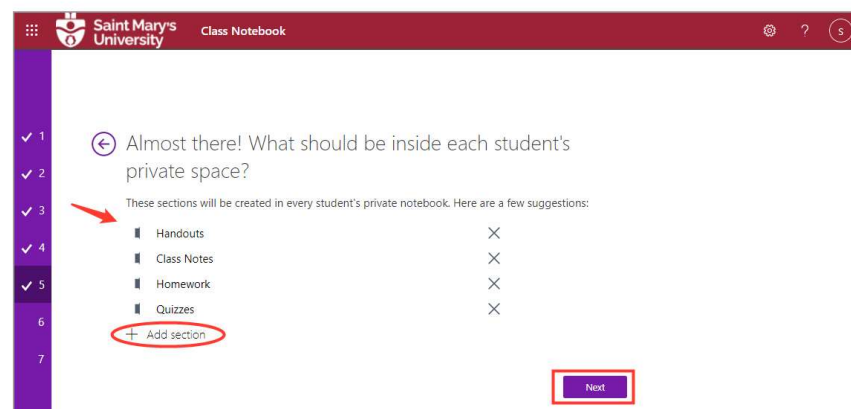 Saint Mary's
University
Class Notebook
?
S
1
2
3
4
5
6
7
Almost there! What should be inside each student's
private space?
These sections will be created in every student's private notebook. Here are a few suggestions:
Handouts
Class Notes
Homework
Quizzes
+ Add section
Next